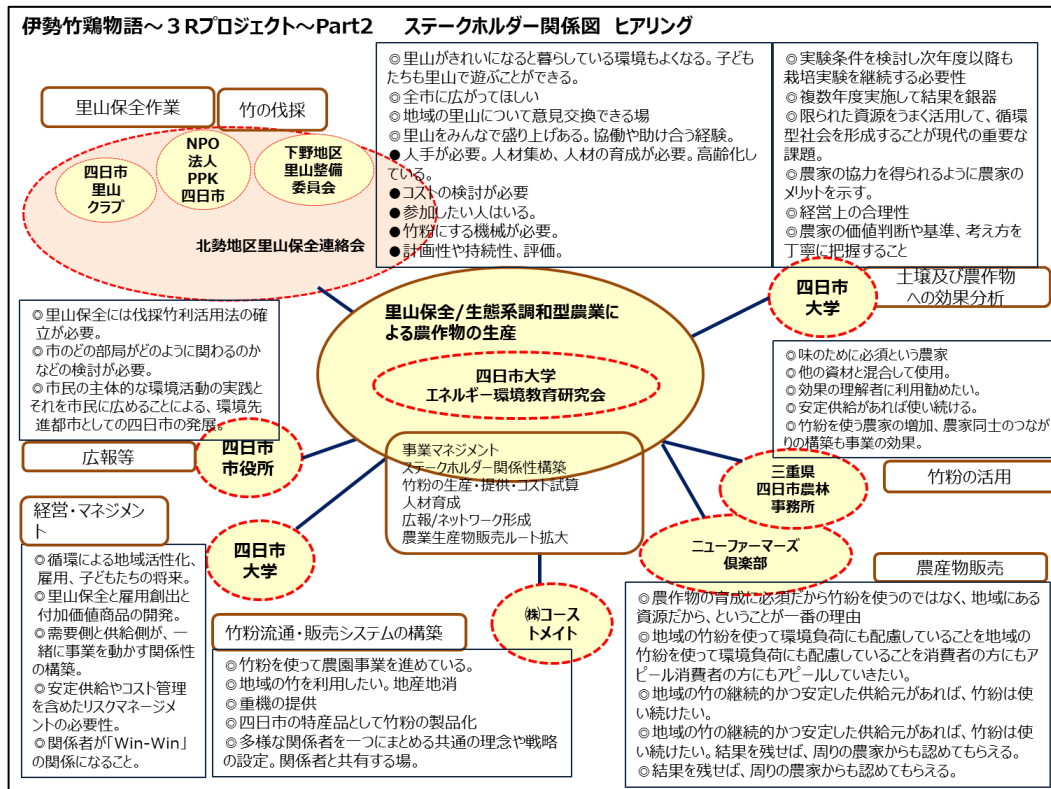 伊勢竹鶏物語～3Rプロジェクト～Part2　ステークホルダー関係図 ヒアリング
里山保全作業
竹の伐採
四日市
里山
クラブ
NPO
法人
PPK
四日市
下野地区
里山整備
委員会
北勢地区里山保全連絡会
◎里山がきれいになると暮らしている環境もよくなる。子ども
たちも里山で遊ぶことができる。
◎全市に広がってほしい
◎地域の里山について意見交換できる場
◎里山をみんなで盛り上げある。協働や助け合う経験。
●人手が必要。人材集め、人材の育成が必要。高齢化し
ている。
●コストの検討が必要
●参加したい人はいる。
●竹粉にする機械が必要。
●計画性や持続性、評価。
◎実験条件を検討し次年度以降も
栽培実験を継続する必要性
◎複数年度実施して結果を銀器
◎限られた資源をうまく活用して、循環
型社会を形成することが現代の重要な
課題。
◎農家の協力を得られるように農家の
メリットを示す。
◎経営上の合理性
◎農家の価値判断や基準、考え方を
丁寧に把握すること
四日市
大学
土壌及び農作物
への効果分析
里山保全/生態系調和型農業に
よる農作物の生産
四日市大学
エネルギー環境教育研究会
事業マネジメント
ステークホルダー関係性構築
竹粉の生産・提供・コスト試算
人材育成
広報/ネットワーク形成
農業生産物販売ルート拡大
◎里山保全には伐採竹利活用法の確
立が必要。
◎市のどの部局がどのように関わるのか
などの検討が必要。
◎市民の主体的な環境活動の実践と
それを市民に広めることによる、環境先
進都市としての四日市の発展。
広報等
四日市
市役所
◎味のために必須という農家
◎他の資材と混合して使用。
◎効果の理解者に利用勧めたい。
◎安定供給があれば使い続ける。
◎竹粉を使う農家の増加、農家同士のつなが
りの構築も事業の効果。
三重県
四日市農林
事務所
竹粉の活用
ニューファーマーズ
倶楽部
農産物販売
経営・マネジメン
ト
四日市
大学
◎循環による地域活性化、
雇用、子どもたちの将来。
◎里山保全と雇用創出と
付加価値商品の開発。
◎需要側と供給側が、一
緒に事業を動かす関係性
の構築。
◎安定供給やコスト管理
を含めたリスクマネージメ
ントの必要性。
◎関係者が「Win-Win」
の関係になること。
㈱コース
トメイト
竹粉流通・販売システムの構築
◎竹粉を使って農園事業を進めている。
◎地域の竹を利用したい。地産地消
◎重機の提供
◎四日市の特産品として竹粉の製品化
◎多様な関係者を一つにまとめる共通の理念や戦略
の設定。関係者と共有する場。
◎農作物の育成に必須だから竹紛を使うのではなく、地域にある
資源だから、ということが一番の理由
◎地域の竹紛を使って環境負荷にも配慮していることを地域の
竹紛を使って環境負荷にも配慮していることを消費者の方にもア
ピール消費者の方にもアピールしていきたい。
◎地域の竹の継続的かつ安定した供給元があれば、竹紛は使
い続けたい。
◎地域の竹の継続的かつ安定した供給元があれば、竹紛は使
い続けたい。結果を残せば、周りの農家からも認めてもらえる。
◎結果を残せば、周りの農家からも認めてもらえる。